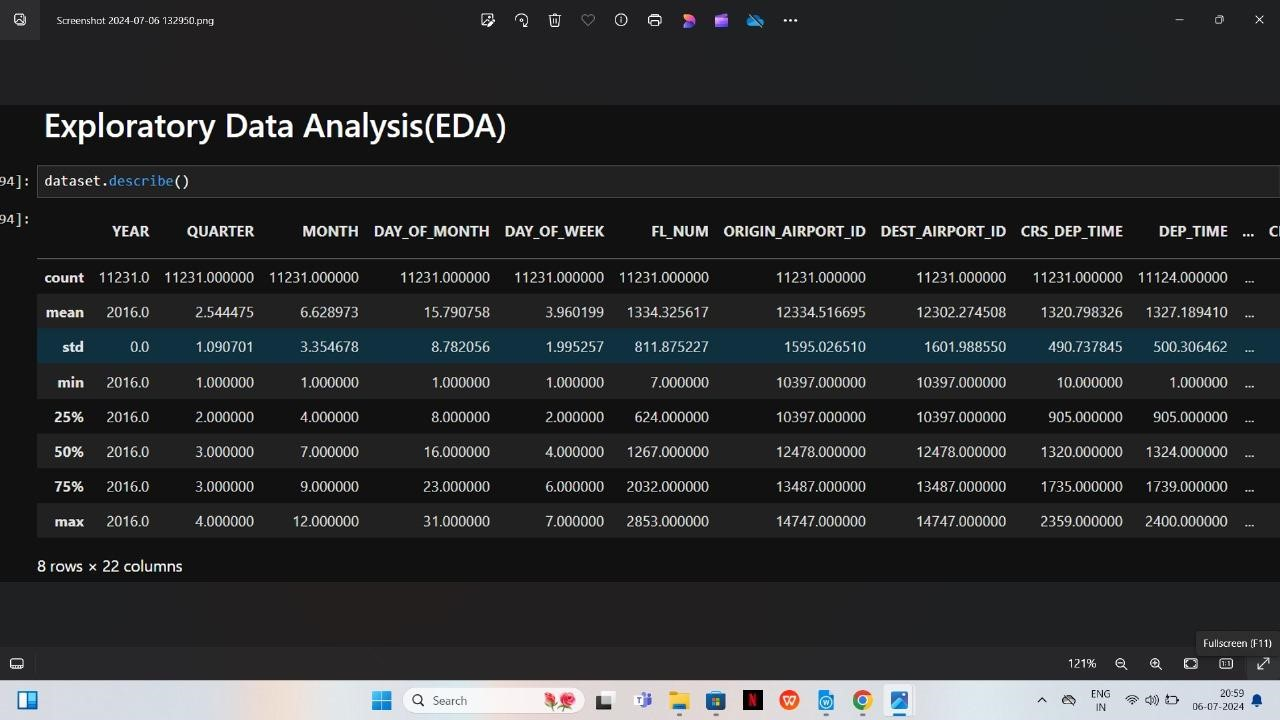 Screenshot 2024-07-06 132950.png
Exploratory Data Analysis(EDA)
94]: dataset.describe()
94]:
YEAR QUARTER MONTH DAY_OF_MONTH DAY_OF_WEEK FL_NUM ORIGIN_AIRPORT_ID DEST_AIRPORT_ID CRS_DEP_TIME DEP_TIME ...
count 11231.0 11231.000000 11231.000000 11231.000000 11231.000000 11231.000000 11231.000000 11231.000000 11231.000000 11124.000000 ...
mean 2016.0 2.544475 6.628973 15.790758 3.960199 1334.325617 12334.516695 12302.274508 1320.798326 1327.189410 ...
std 0.0 1.090701 3.354678 8.782056 1.995257 811.875227 1595.026510 1601.988550 490.737845 500.306462 ...
min 2016.0 1.000000 1.000000 1.000000 1.000000 7.000000 10397.000000 10397.000000 10.000000 1.000000 ...
25% 2016.0 2.000000 4.000000 8.000000 2.000000 624.000000 10397.000000 10397.000000 905.000000 905.000000 ...
50% 2016.0 3.000000 7.000000 16.000000 4.000000 1267.000000 12478.000000 12478.000000 1320.000000 1324.000000 ...
75% 2016.0 3.000000 9.000000 23.000000 6.000000 2032.000000 13487.000000 13487.000000 1735.000000 1739.000000 ...
max 2016.0 4.000000 12.000000 31.000000 7.000000 2853.000000 14747.000000 14747.000000 2359.000000 2400.000000 ...
8 rows × 22 columns
Fullscreen (F11)
121%
Search
ENG
IN
20:59
06-07-2024